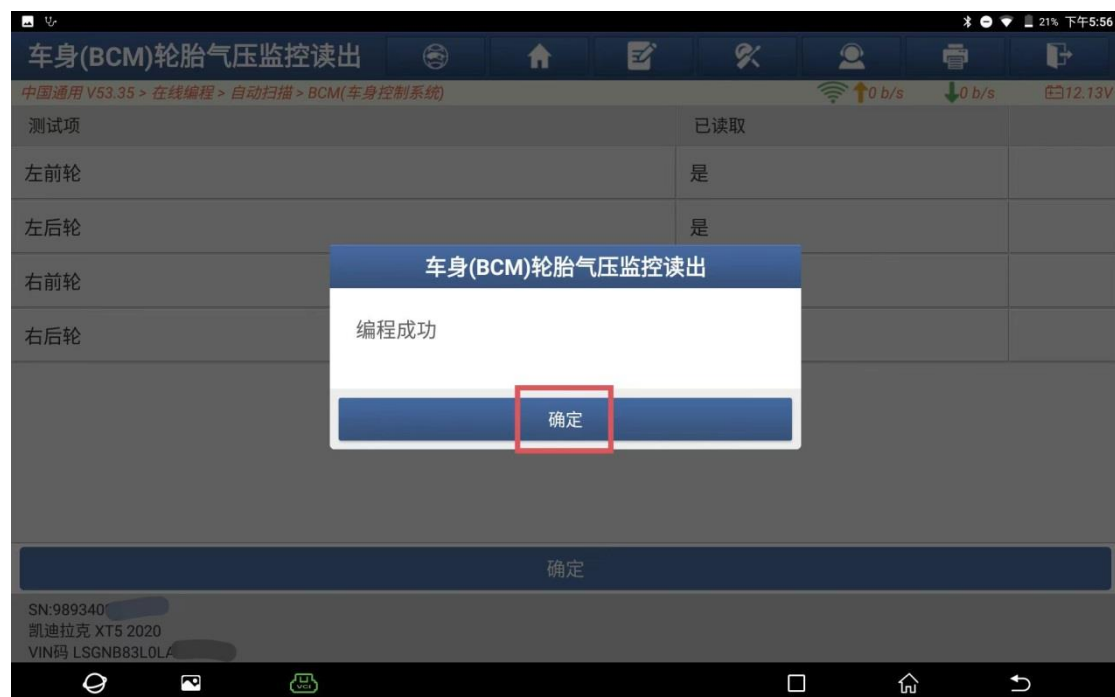 21% 下午5:56
车身(BCM)轮胎气压监控读出
中国通用 V53.35 > 在线编程 > 自动扫描 > BCM(车身控制系统)
0 b/s 0 b/s 12.13V
测试项 已读取
左前轮 是
左后轮 是
右前轮
右后轮
车身(BCM)轮胎气压监控读出
编程成功
确定
确定
SN:989340
凯迪拉克 XT5 2020
VIN码 LSGNB83L0LA
VCI